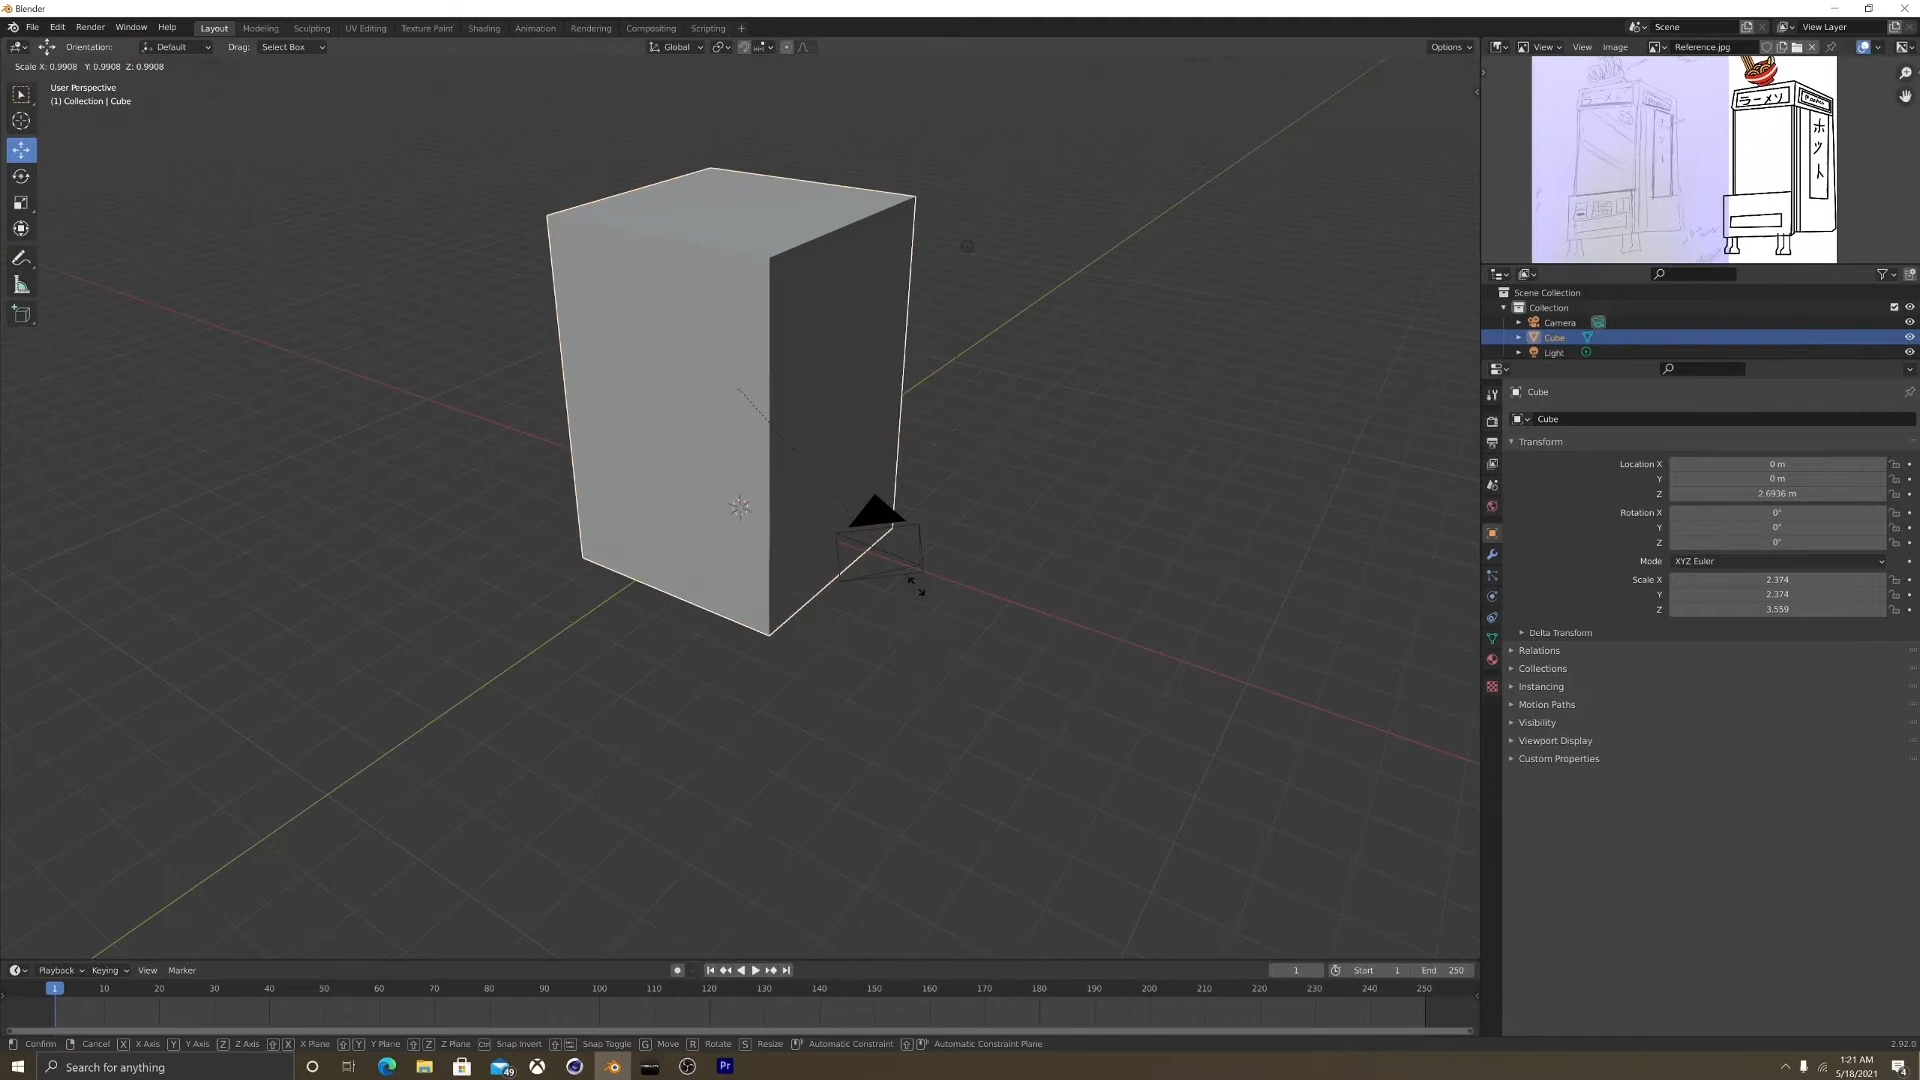 Blender
File Edit Render Window Help Layout Modeling Sculpting UV Editing Texture Paint Shading Animation Rendering Compositing Scripting + Scene View Layer
Orientation: Default Drag: Select Box Global Options View View Image Reference.jpg
Scale X: 0.9908 Y: 0.9908 Z: 0.9908
User Perspective
(1) Collection | Cube
ラーメン
ホット
Scene Collection
Collection
Camera
Cube
Light
Cube
Cube
Transform
Location X 0 m
Y 0 m
Z 2.6936 m
Rotation X 0°
Y 0°
Z 0°
Mode XYZ Euler
Scale X 2.374
Y 2.374
Z 3.559
Delta Transform
Relations
Collections
Instancing
Motion Paths
Visibility
Viewport Display
Custom Properties
Playback Keying View Marker 1 Start 1 End 250
1 10 20 30 40 50 60 70 80 90 100 110 120 130 140 150 160 170 180 190 200 210 220 230 240 250
Confirm Cancel X X Axis Y Y Axis Z Z Axis X X Plane Y Y Plane Z Z Plane Ctrl Snap Invert Snap Toggle G Move R Rotate S Resize Automatic Constraint Automatic Constraint Plane 2.92.0
Search for anything 49 Pr 1:21 AM
5/18/2021 4